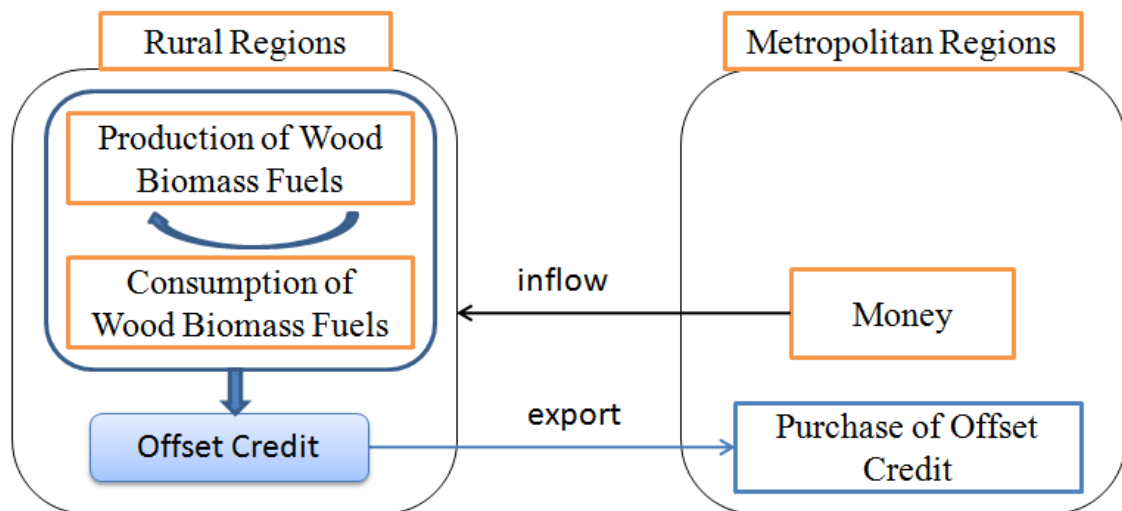 Rural Regions
Production of Wood
Biomass Fuels
Consumption of
Wood Biomass Fuels
Offset Credit
inflow
export
Metropolitan Regions
Money
Purchase of Offset
Credit